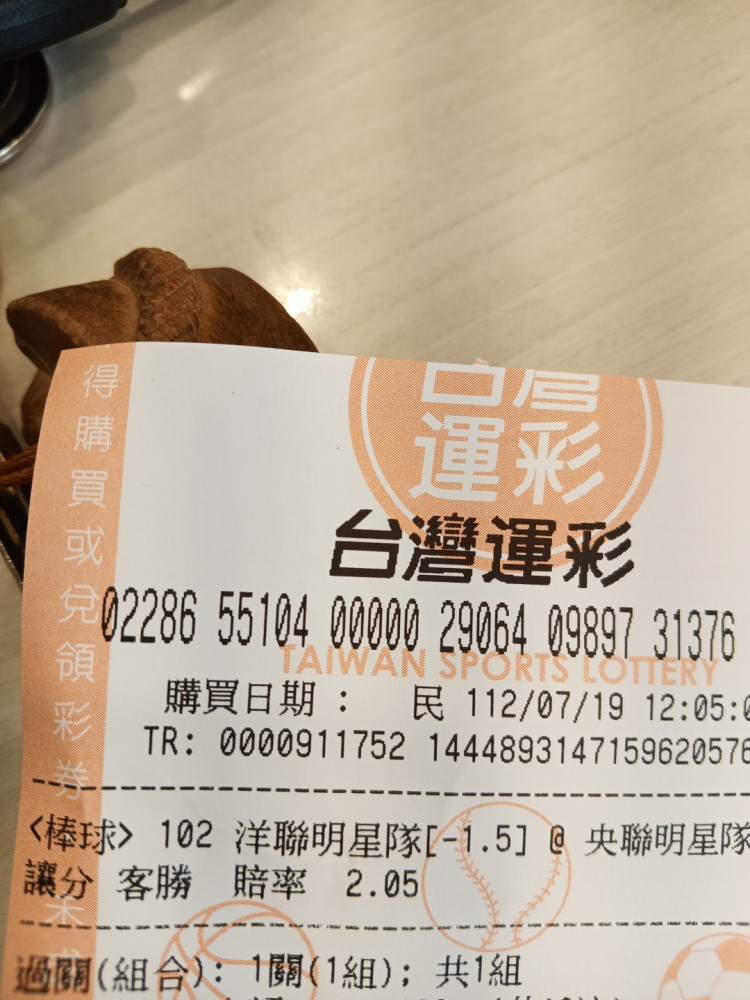 台灣
運彩
台灣運彩
02286 55104 00000 29064 09897 31376
TAIWAN SPORTS LOTTERY
購買日期： 民 112/07/19 12:05:0
TR: 0000911752 1444893147159620576
<棒球> 102 洋聯明星隊[-1.5] @ 央聯明星隊
讓分 客勝 賠率 2.05
過關(組合): 1關(1組); 共1組
得購買或兌領彩券